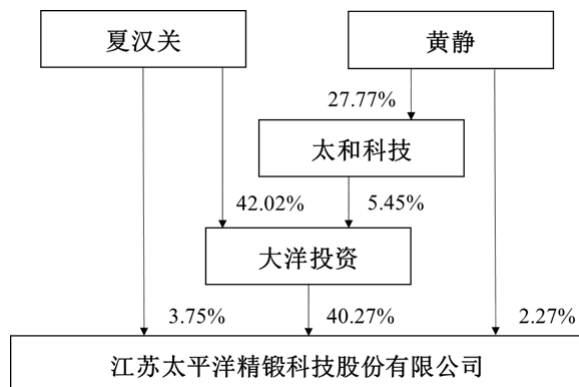 夏汉关
黄静
27.77%
太和科技
42.02%
5.45%
大洋投资
3.75%
40.27%
2.27%
江苏太平洋精锻科技股份有限公司